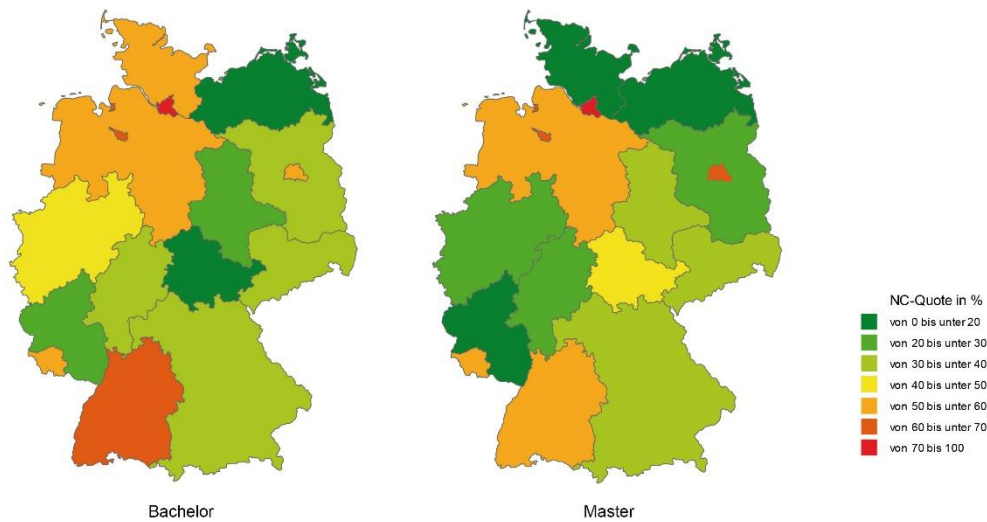 NC-Quote in %
von 0 bis unter 20
von 20 bis unter 30
von 30 bis unter 40
von 40 bis unter 50
von 50 bis unter 60
von 60 bis unter 70
von 70 bis 100
Bachelor
Master